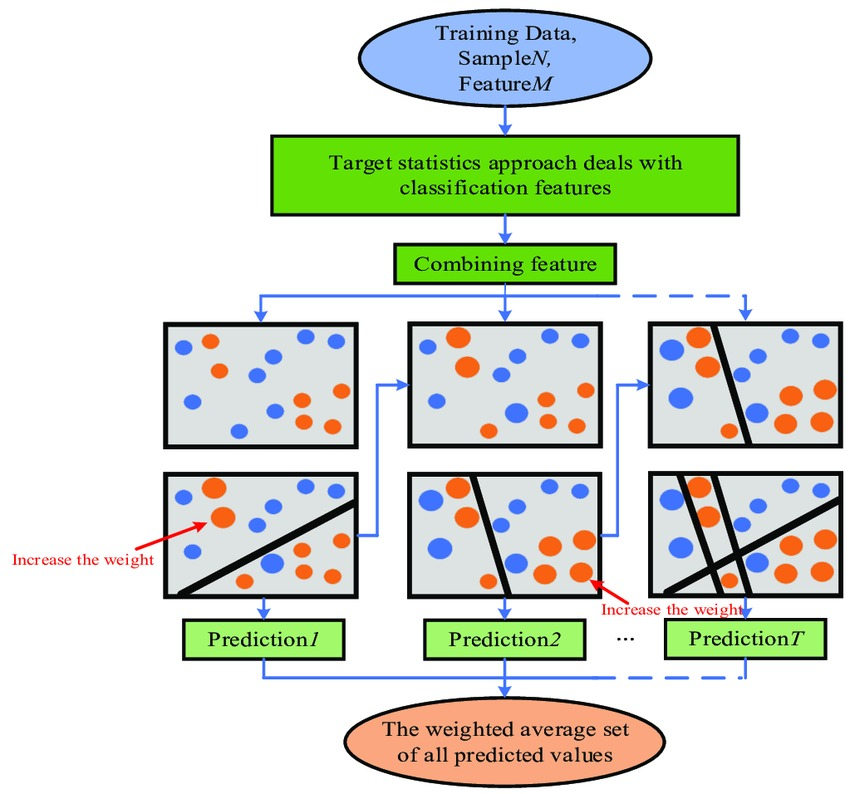 Training Data,
SampleN,
FeatureM
Target statistics approach deals with
classification features
Combining feature
Increase the weight
Increase the weight
Prediction1
Prediction2
...
PredictionT
The weighted average set
of all predicted values